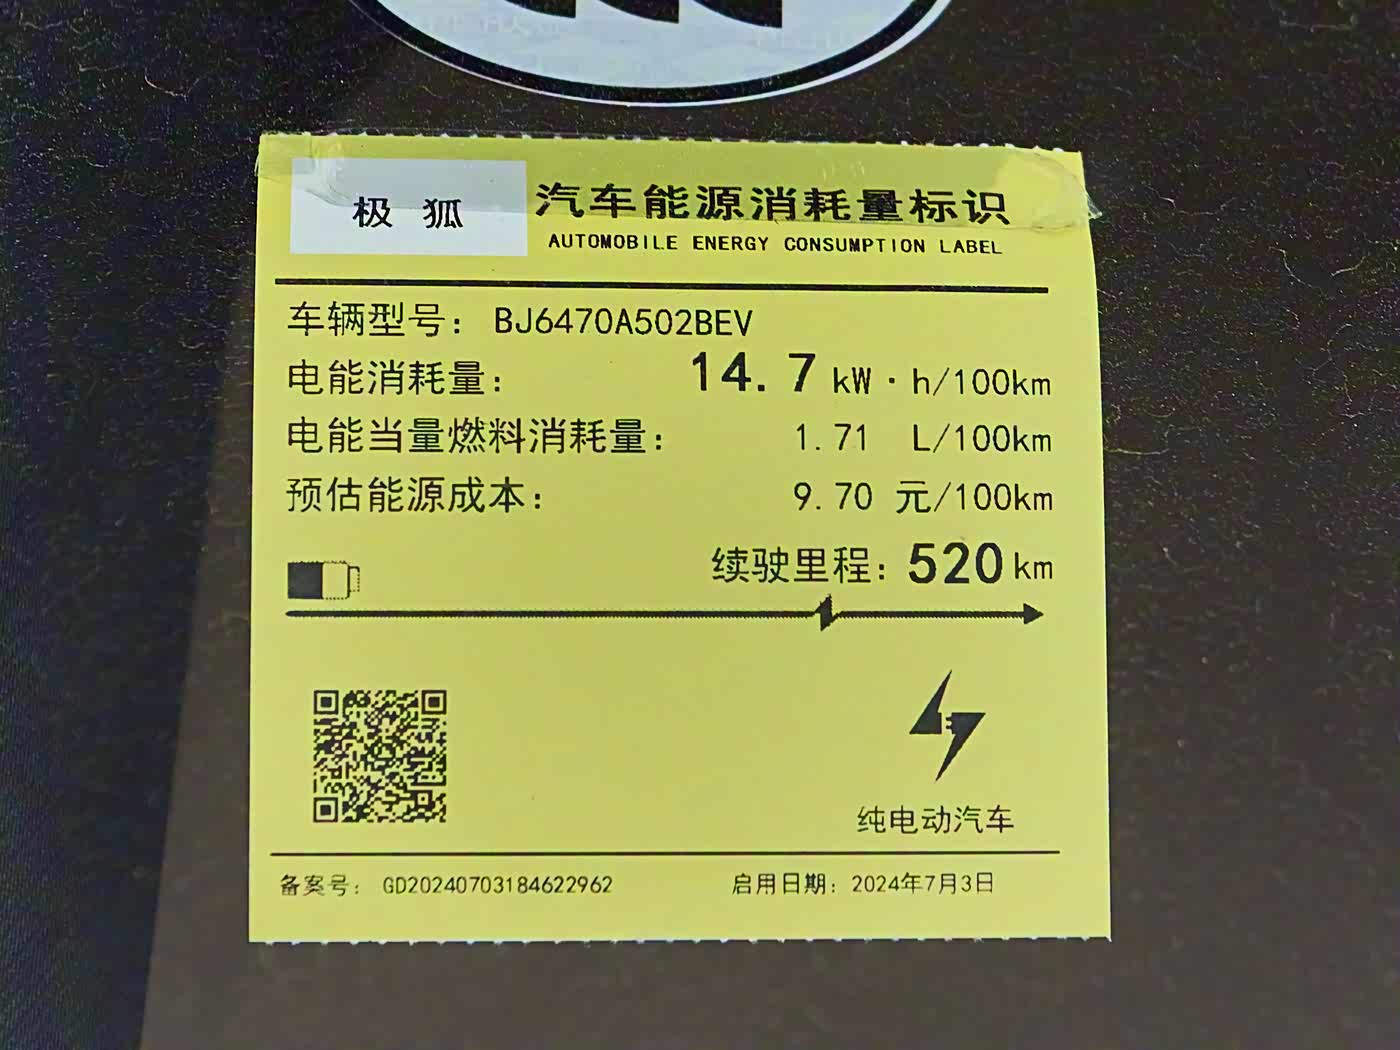 极狐
汽车能源消耗量标识
AUTOMOBILE ENERGY CONSUMPTION LABEL
车辆型号: BJ6470A502BEV
电能消耗量: 14.7 kW·h/100km
电能当量燃料消耗量: 1.71 L/100km
预估能源成本: 9.70 元/100km
续驶里程: 520 km
纯电动汽车
备案号: GD20240703184622962 启用日期: 2024年7月3日